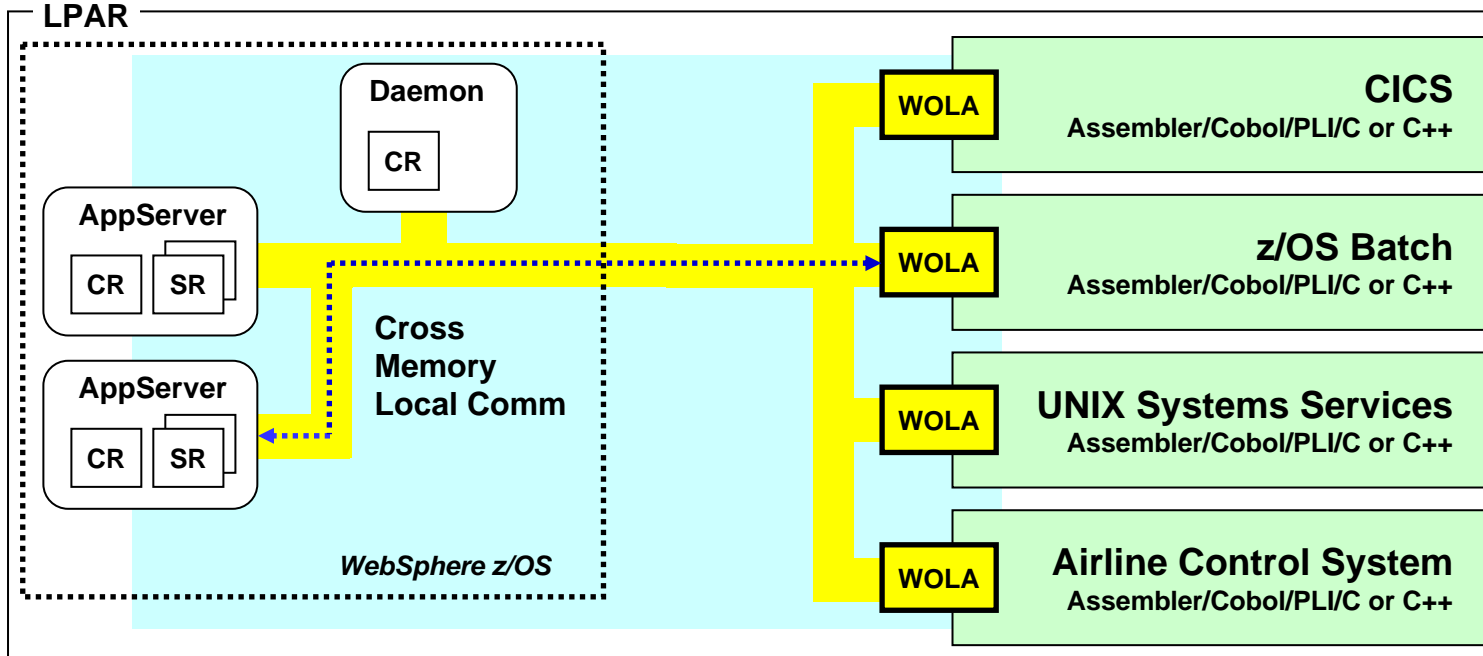 LPAR
Daemon
CR
AppServer
CR
SR
AppServer
CR
SR
Cross
Memory
Local Comm
WebSphere z/OS
WOLA
CICS
Assembler/Cobol/PLI/C or C++
WOLA
z/OS Batch
Assembler/Cobol/PLI/C or C++
WOLA
UNIX Systems Services
Assembler/Cobol/PLI/C or C++
WOLA
Airline Control System
Assembler/Cobol/PLI/C or C++